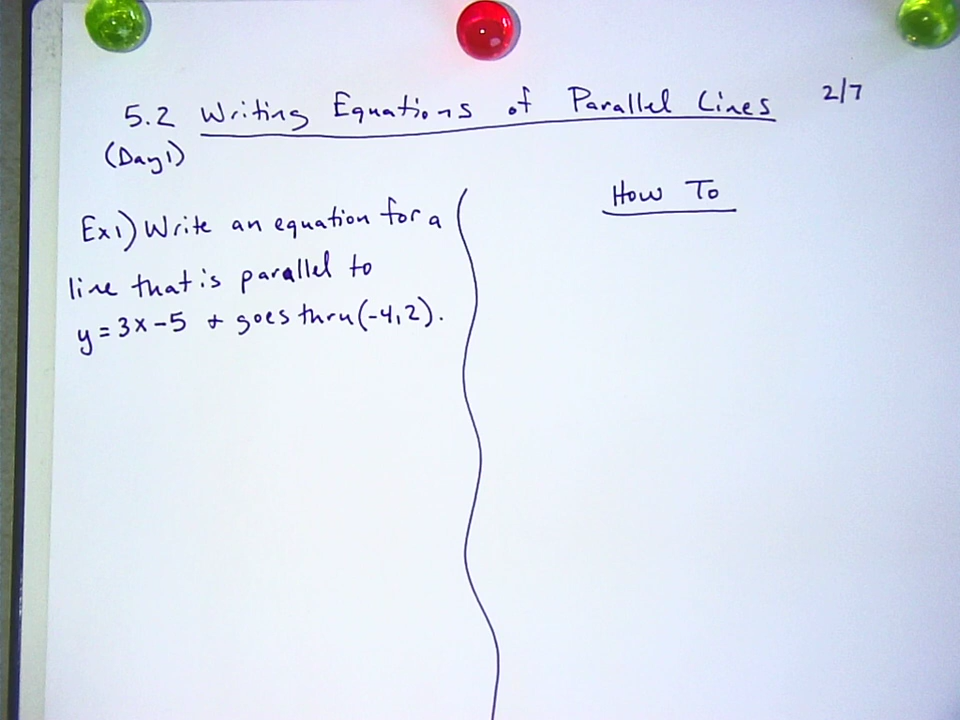 5.2 Writing Equations of Parallel Lines 2/7
(Day 1)
Ex1) Write an equation for a
line that is parallel to
y = 3x - 5 + goes thru (-4,2).
How To